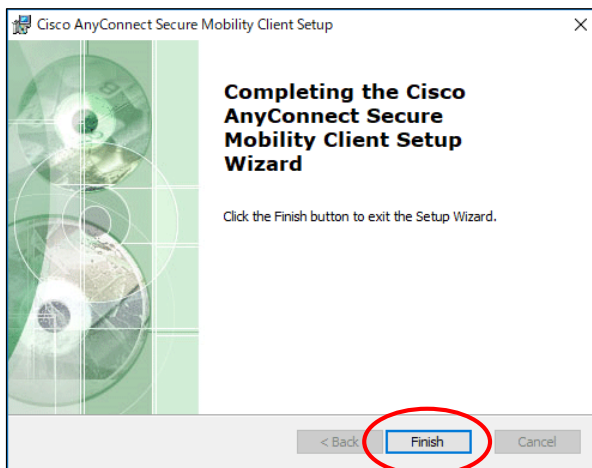 Cisco AnyConnect Secure Mobility Client Setup
Completing the Cisco
AnyConnect Secure
Mobility Client Setup
Wizard
Click the Finish button to exit the Setup Wizard.
< Back
Finish
Cancel